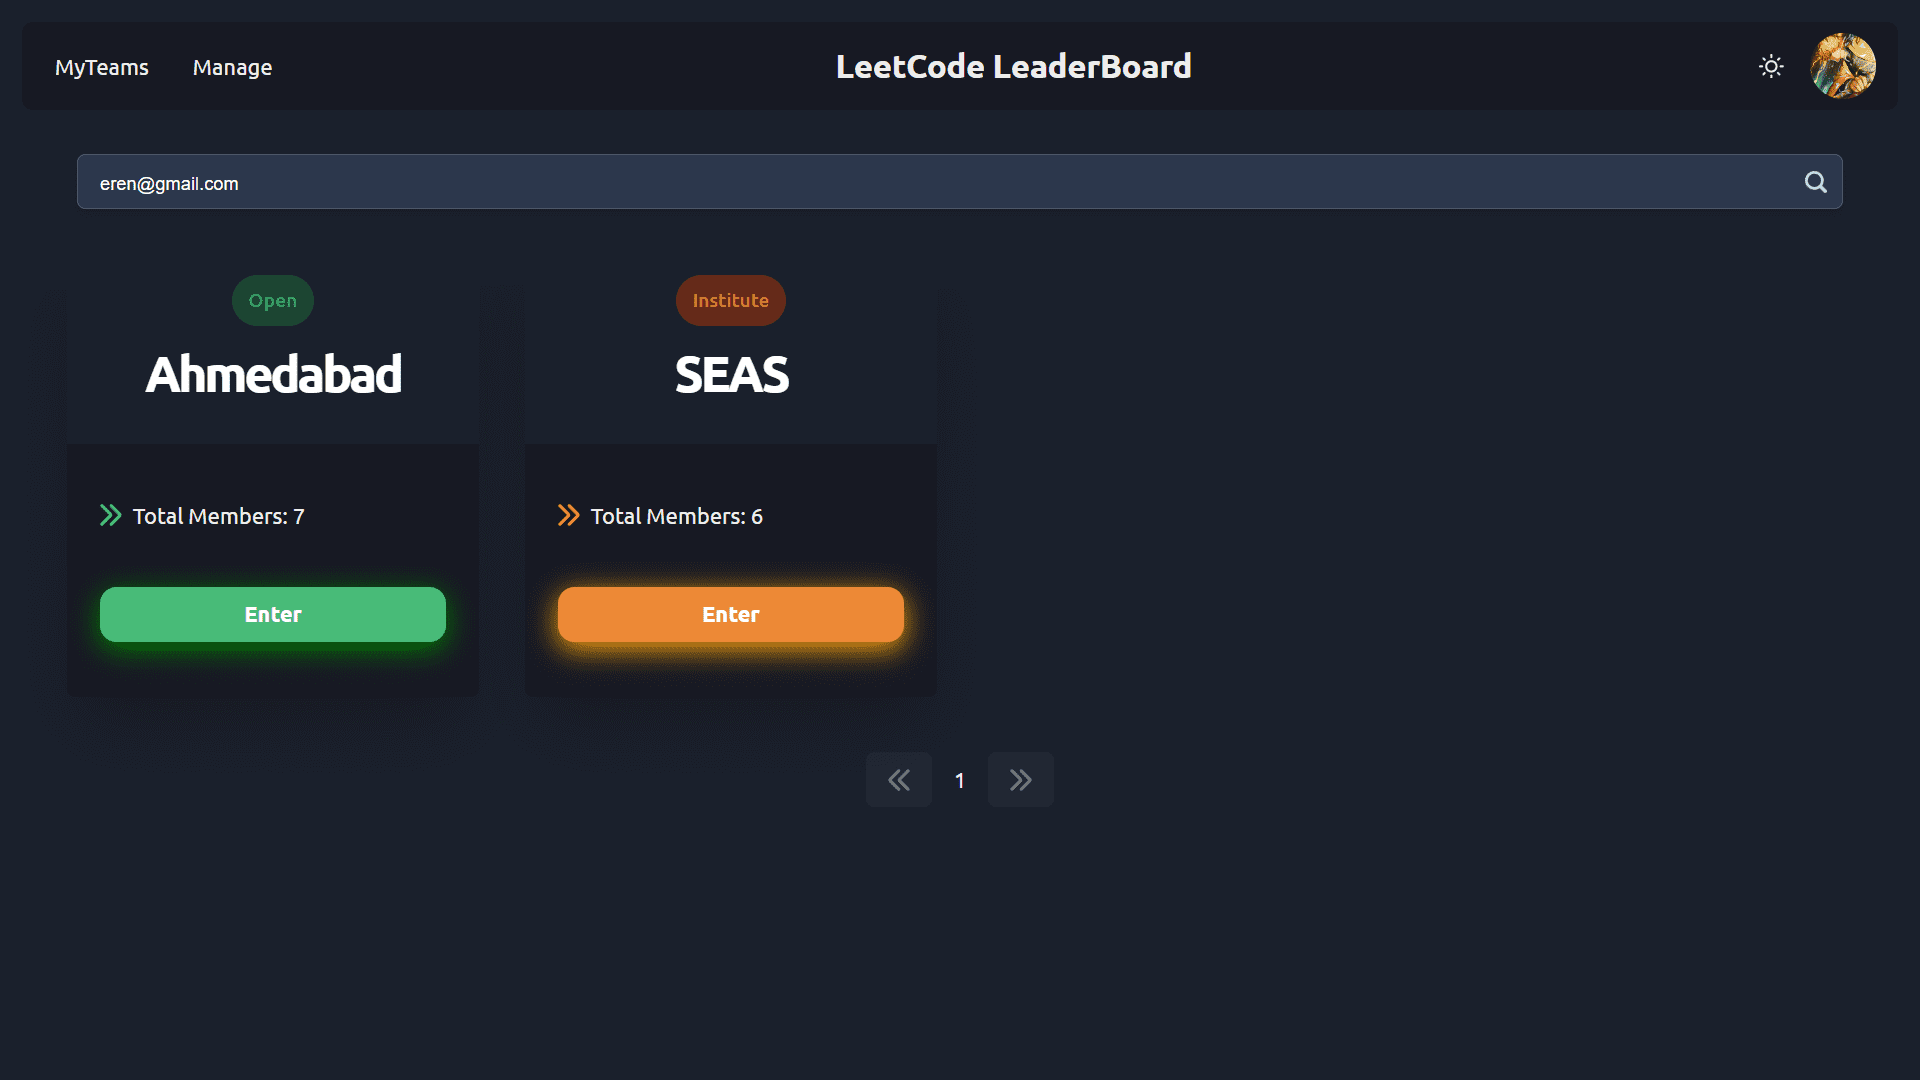 MyTeams Manage LeetCode LeaderBoard
eren@gmail.com
Open
Ahmedabad
Total Members: 7
Enter
Institute
SEAS
Total Members: 6
Enter
1